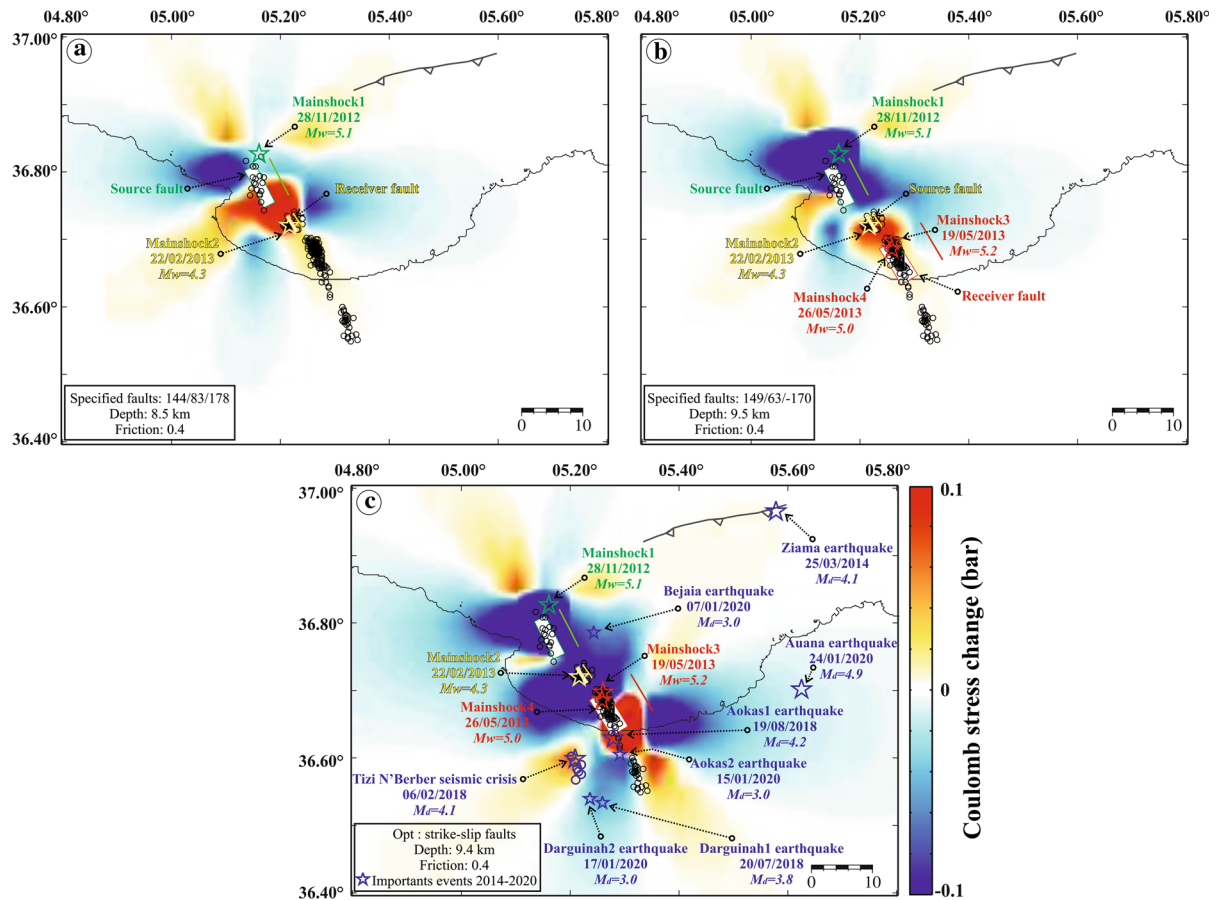 04.80° 05.00° 05.20° 05.40° 05.60° 05.80°
37.00°
36.80°
36.60°
36.40°
a
Mainshock1
28/11/2012
Mw=5.1
Source fault
Receiver fault
Mainshock2
22/02/2013
Mw=4.3
Specified faults: 144/83/178
Depth: 8.5 km
Friction: 0.4
0 10
04.80° 05.00° 05.20° 05.40° 05.60° 05.80°
b
Mainshock1
28/11/2012
Mw=5.1
Source fault
Source fault
Mainshock3
19/05/2013
Mw=5.2
Mainshock2
22/02/2013
Mw=4.3
Receiver fault
Mainshock4
26/05/2013
Mw=5.0
Specified faults: 149/63/-170
Depth: 9.5 km
Friction: 0.4
0 10
04.80° 05.00° 05.20° 05.40° 05.60° 05.80°
37.00°
36.80°
36.60°
36.40°
c
Mainshock1
28/11/2012
Mw=5.1
Ziama earthquake
25/03/2014
Md=4.1
Bejaia earthquake
07/01/2020
Md=3.0
Auana earthquake
24/01/2020
Md=4.9
Mainshock3
19/05/2013
Mw=5.2
Mainshock2
22/02/2013
Mw=4.3
Mainshock4
26/05/2013
Mw=5.0
Aokas1 earthquake
19/08/2018
Md=4.2
Aokas2 earthquake
15/01/2020
Md=3.0
Tizi N'Berber seismic crisis
06/02/2018
Md=4.1
Darguinah2 earthquake
17/01/2020
Md=3.0
Darguinah1 earthquake
20/07/2018
Md=3.8
Opt : strike-slip faults
Depth: 9.4 km
Friction: 0.4
Importants events 2014-2020
0 10
0.1
0
-0.1
Coulomb stress change (bar)